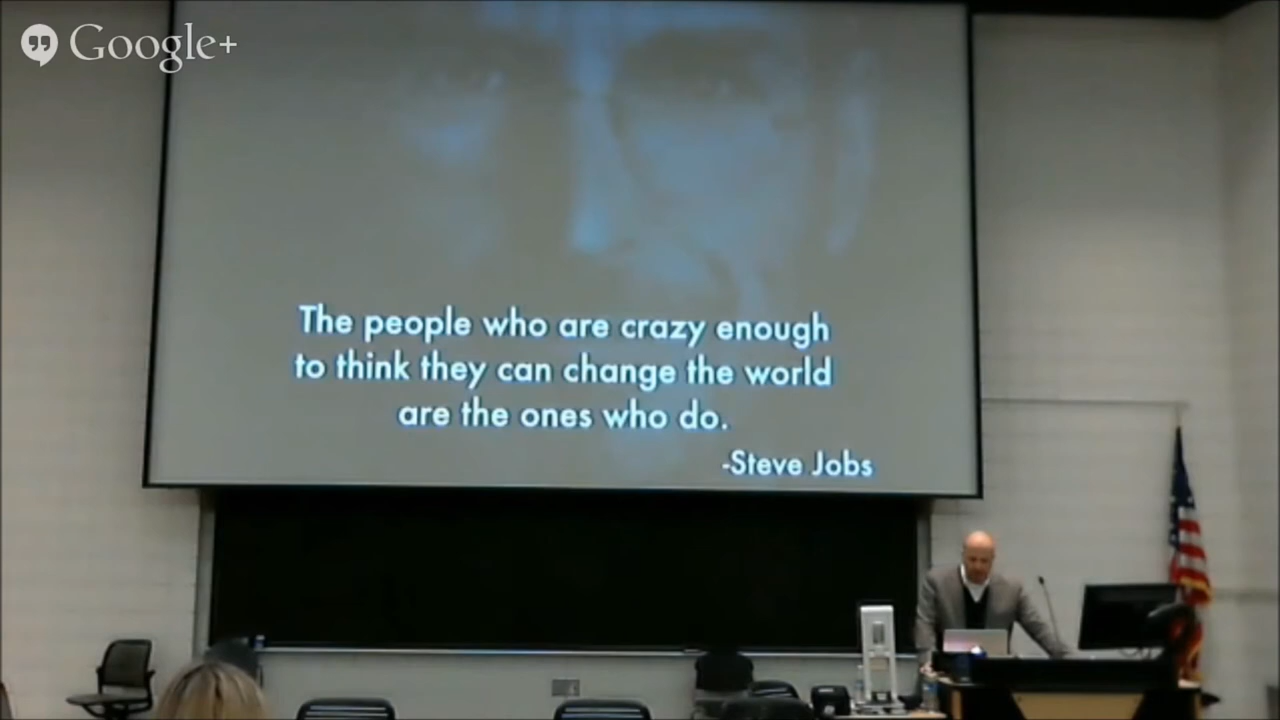 Google+
The people who are crazy enough
to think they can change the world
are the ones who do.
-Steve Jobs